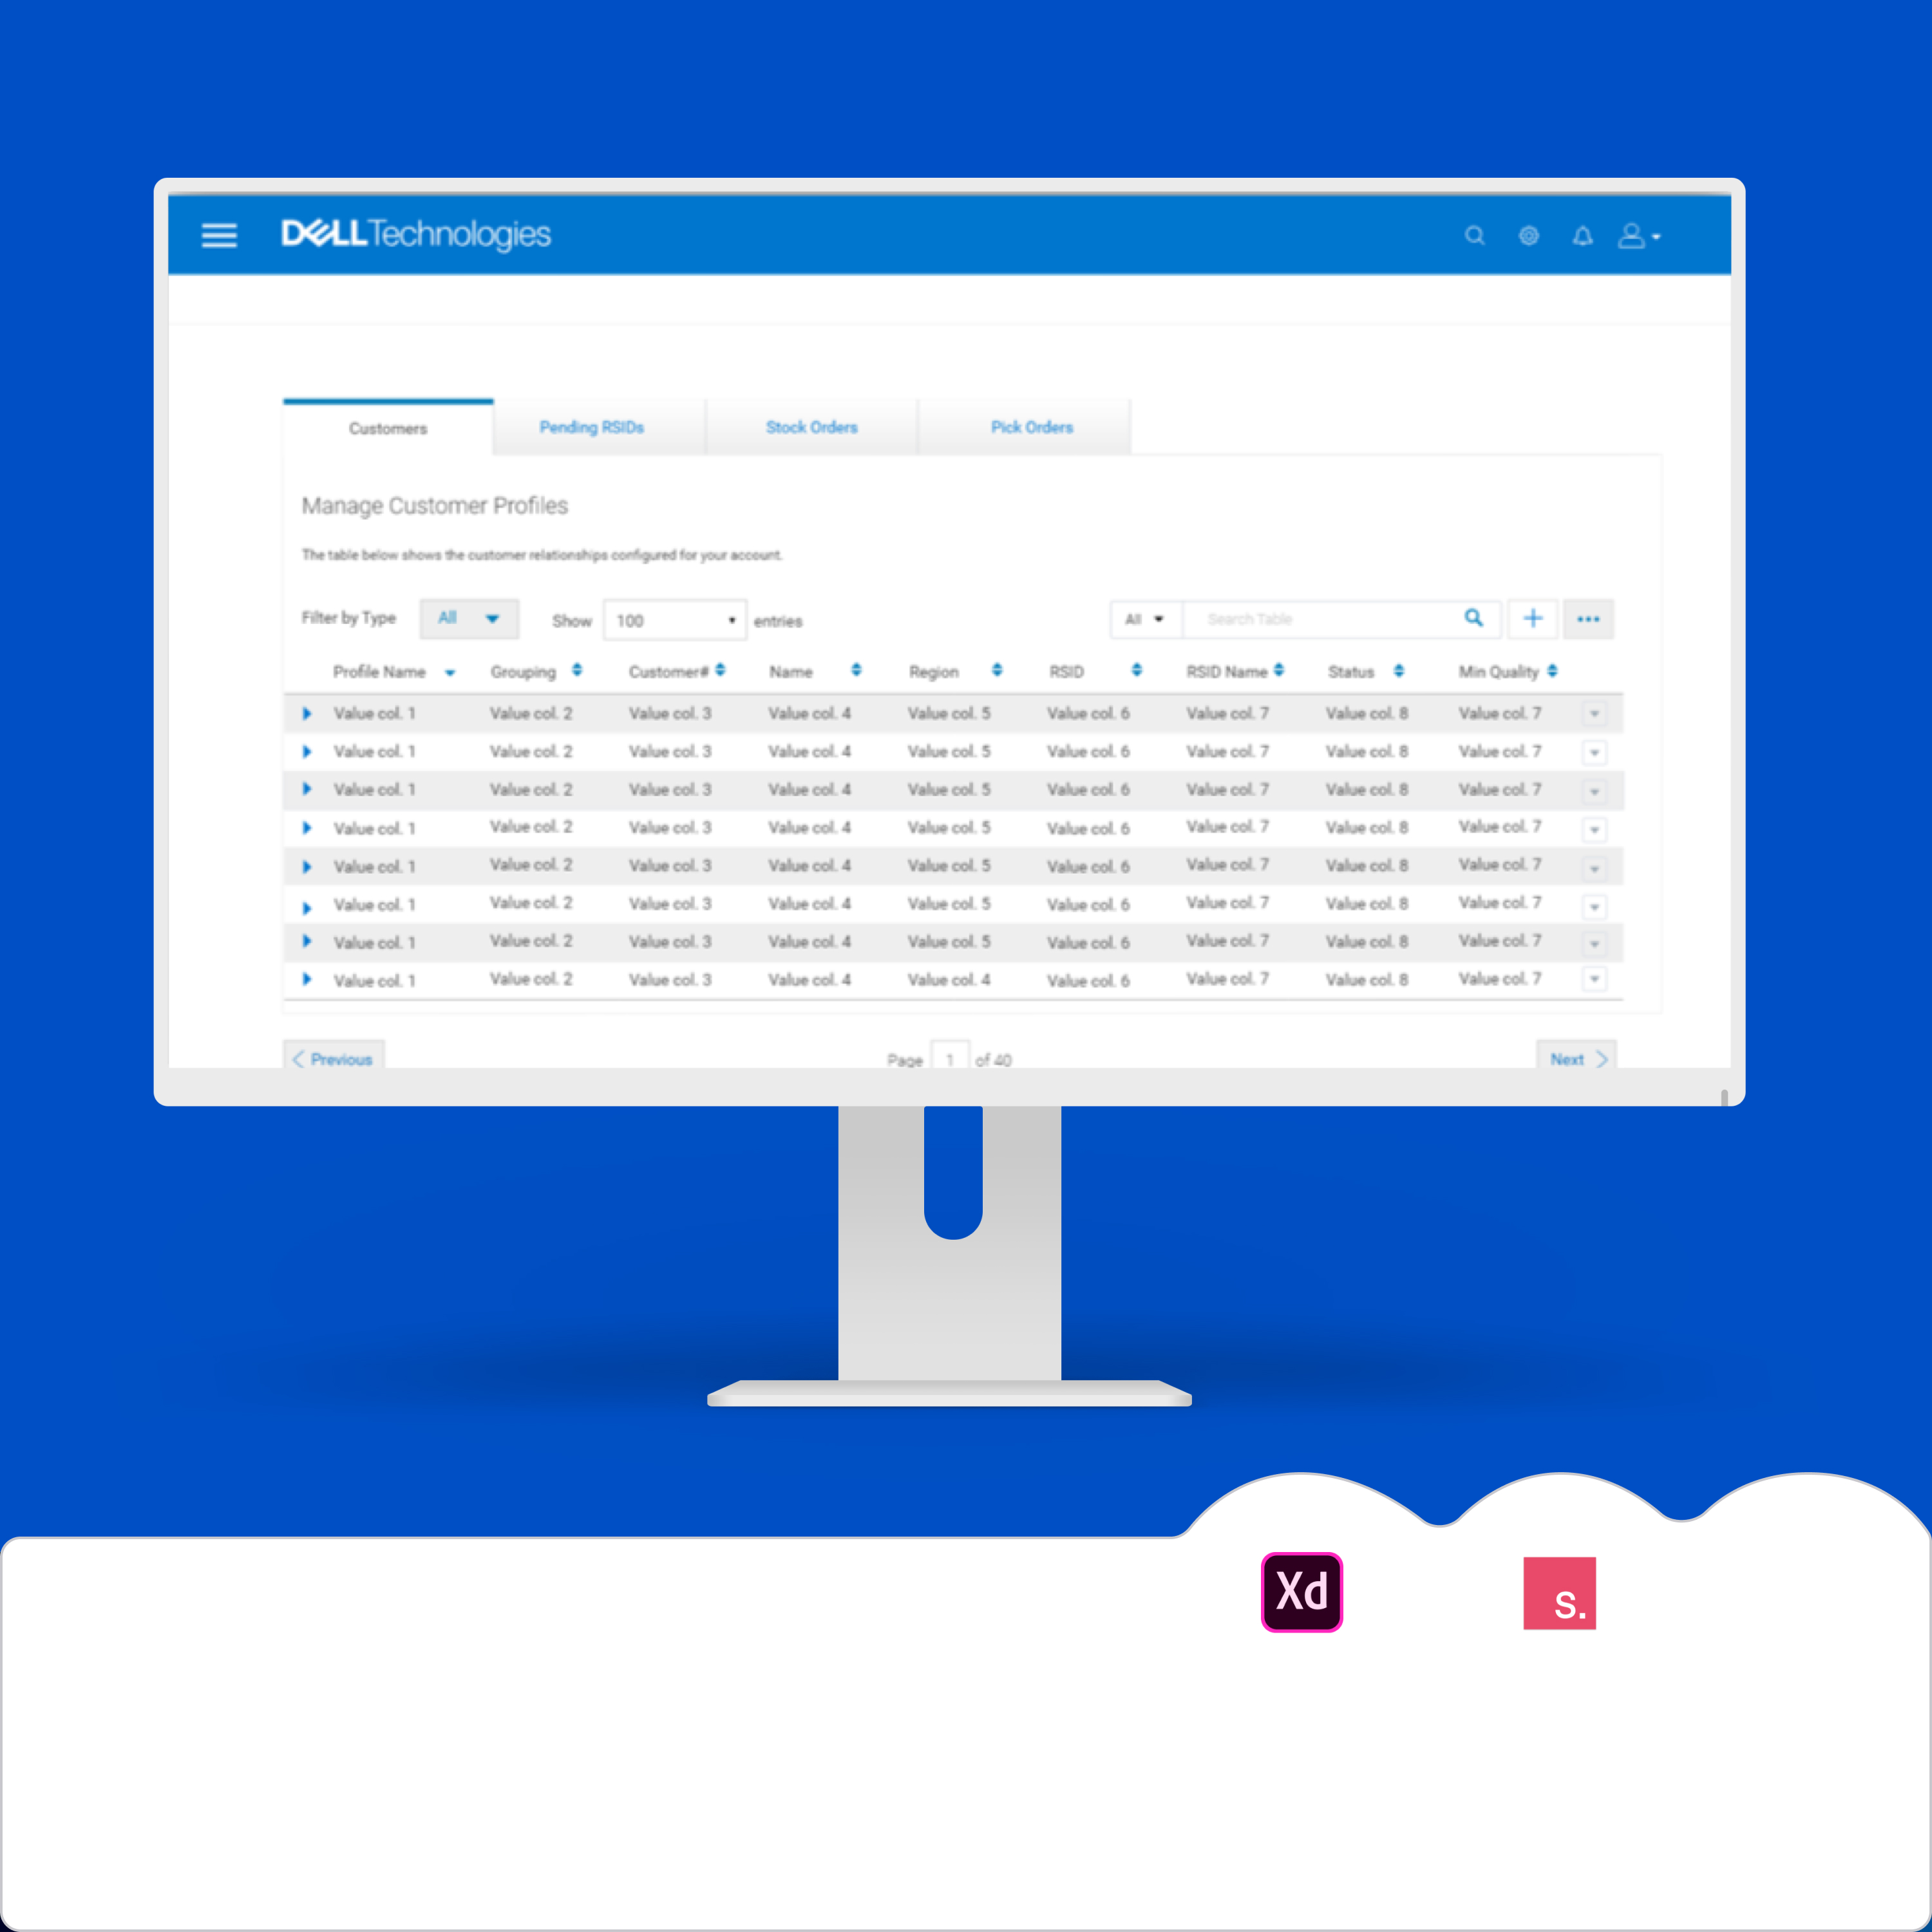 DELLTechnologies
Customers Pending RSIDs Stock Orders Pick Orders
Manage Customer Profiles
The table below shows the customer relationships configured for your account.
Filter by Type All Show 100 entries All Search Table
Profile Name Grouping Customer# Name Region RSID RSID Name Status Min Quality
Value col. 1 Value col. 2 Value col. 3 Value col. 4 Value col. 5 Value col. 6 Value col. 7 Value col. 8 Value col. 7
Value col. 1 Value col. 2 Value col. 3 Value col. 4 Value col. 5 Value col. 6 Value col. 7 Value col. 8 Value col. 7
Value col. 1 Value col. 2 Value col. 3 Value col. 4 Value col. 5 Value col. 6 Value col. 7 Value col. 8 Value col. 7
Value col. 1 Value col. 2 Value col. 3 Value col. 4 Value col. 5 Value col. 6 Value col. 7 Value col. 8 Value col. 7
Value col. 1 Value col. 2 Value col. 3 Value col. 4 Value col. 5 Value col. 6 Value col. 7 Value col. 8 Value col. 7
Value col. 1 Value col. 2 Value col. 3 Value col. 4 Value col. 5 Value col. 6 Value col. 7 Value col. 8 Value col. 7
Value col. 1 Value col. 2 Value col. 3 Value col. 4 Value col. 5 Value col. 6 Value col. 7 Value col. 8 Value col. 7
Value col. 1 Value col. 2 Value col. 3 Value col. 4 Value col. 4 Value col. 6 Value col. 7 Value col. 8 Value col. 7
Previous Page 1 of 40 Next
Xd s.